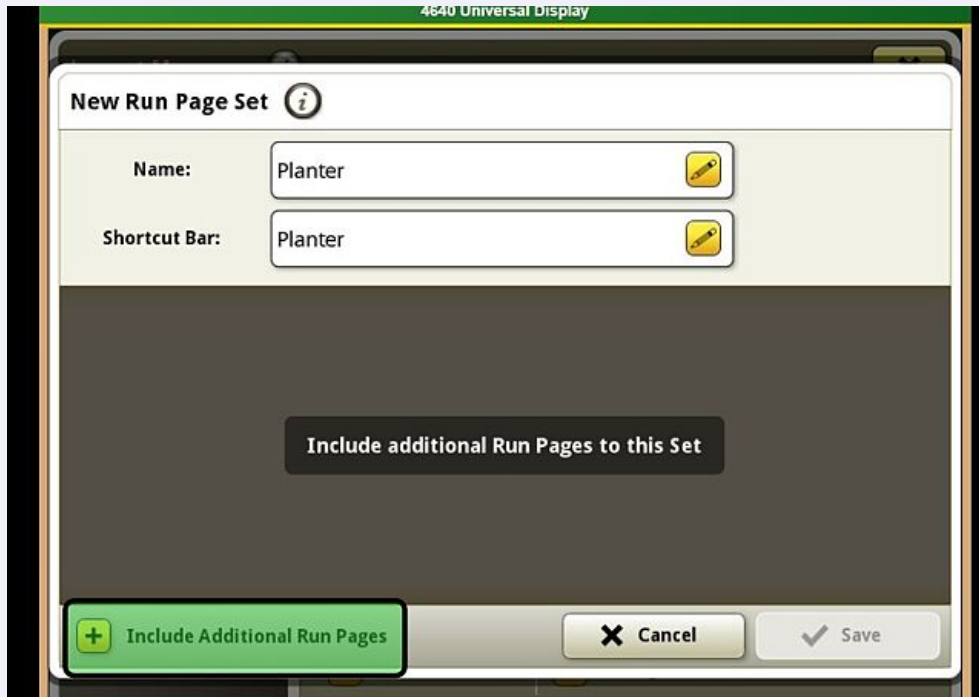 4640 Universal Display
New Run Page Set
Name:
Planter
Shortcut Bar:
Planter
Include additional Run Pages to this Set
Include Additional Run Pages
Cancel
Save